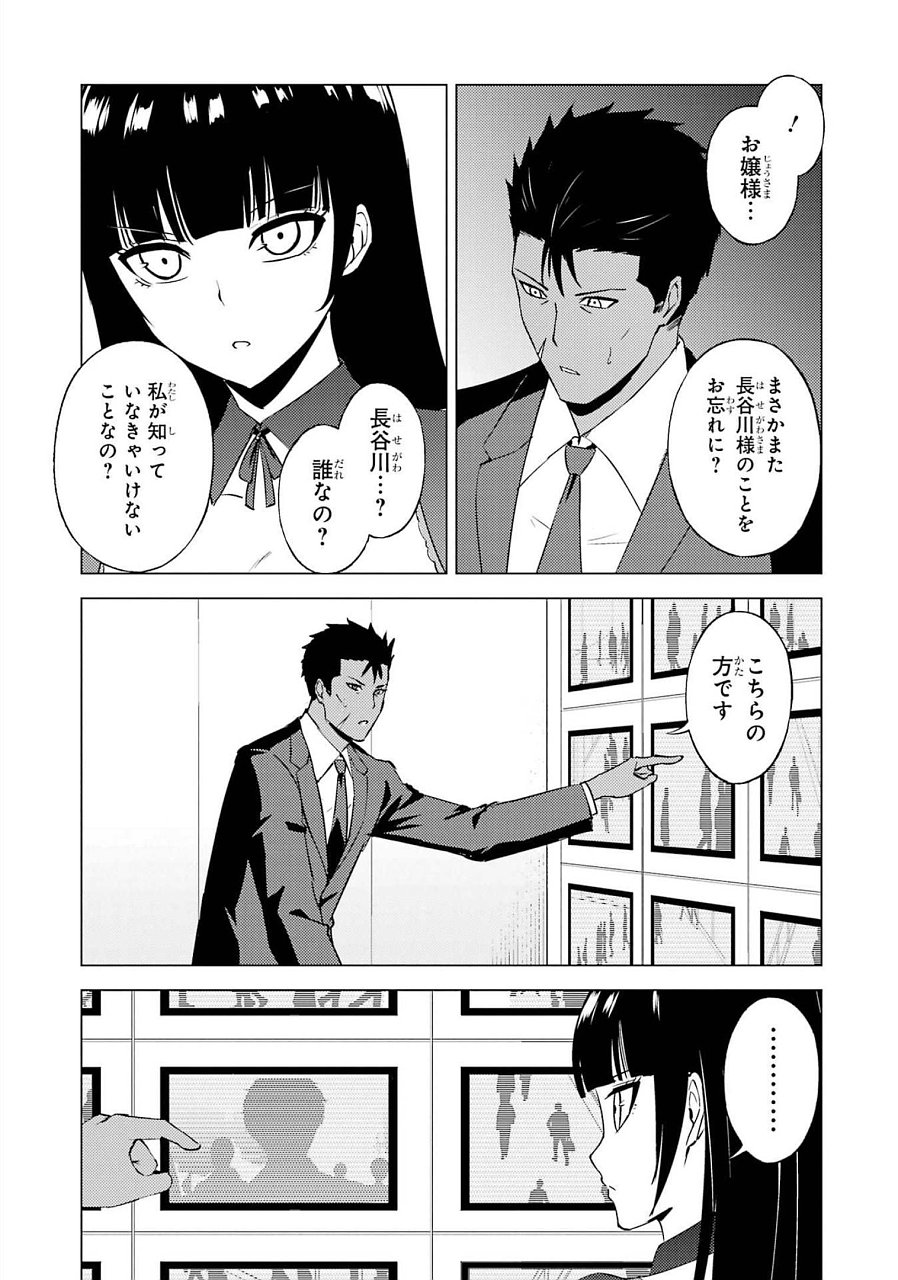 ！
お嬢様…
まさかまた
長谷川様のことを
お忘れに？
長谷川…？
誰なの？
私が知って
いなきゃいけない
ことなの？
こちらの
方です
…………